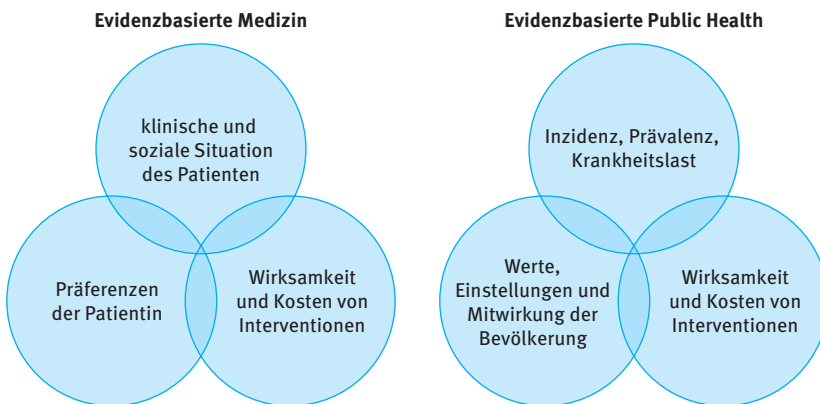 Evidenzbasierte Medizin
klinische und
soziale Situation
des Patienten
Präferenzen
der Patientin
Wirksamkeit
und Kosten von
Interventionen
Evidenzbasierte Public Health
Inzidenz, Prävalenz,
Krankheitslast
Werte,
Einstellungen und
Mitwirkung der
Bevölkerung
Wirksamkeit
und Kosten von
Interventionen